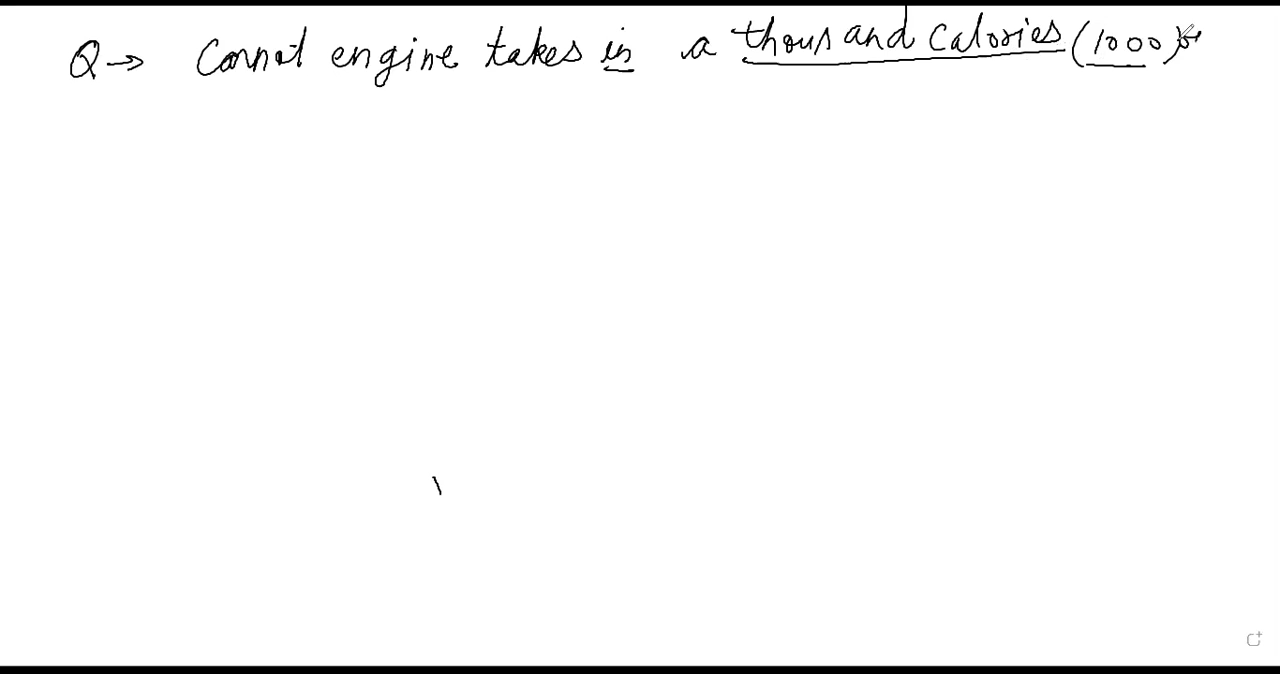 Q→ Carnot engine takes in a thousand Calories (1000)